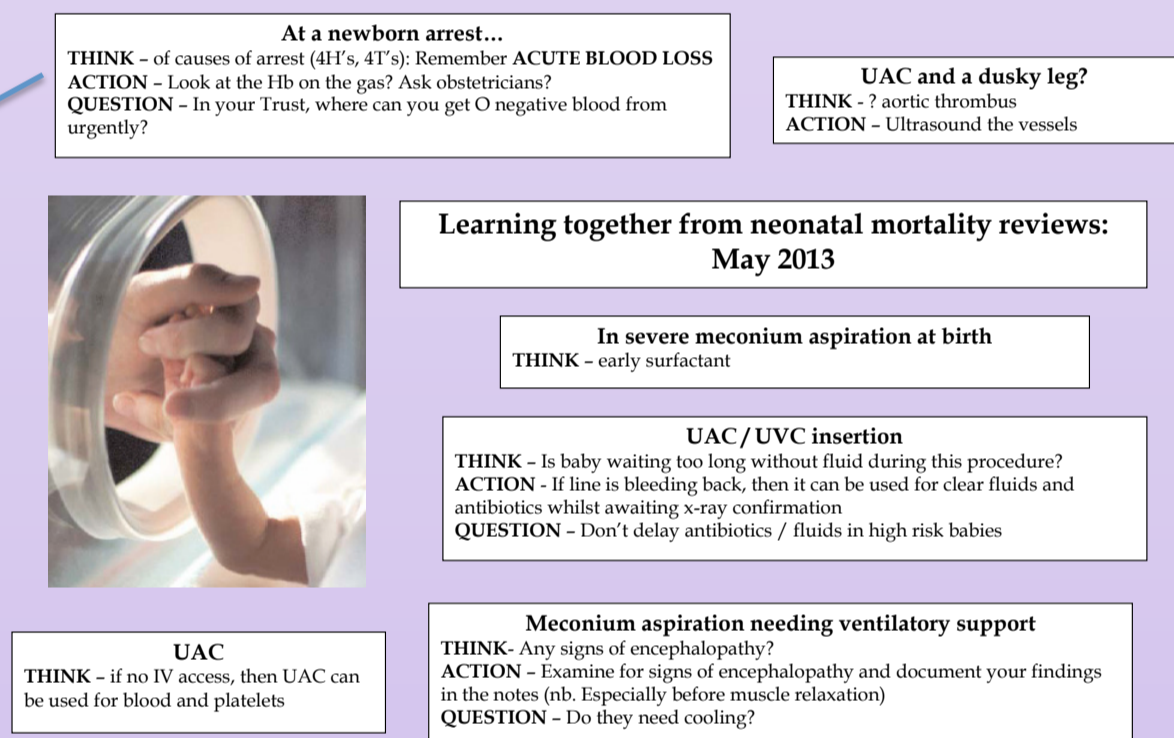 At a newborn arrest…
THINK – of causes of arrest (4H's, 4T's): Remember ACUTE BLOOD LOSS
ACTION – Look at the Hb on the gas? Ask obstetricians?
QUESTION – In your Trust, where can you get O negative blood from
urgently?
UAC and a dusky leg?
THINK - ? aortic thrombus
ACTION – Ultrasound the vessels
Learning together from neonatal mortality reviews:
May 2013
In severe meconium aspiration at birth
THINK – early surfactant
UAC/UVC insertion
THINK – Is baby waiting too long without fluid during this procedure?
ACTION - If line is bleeding back, then it can be used for clear fluids and
antibiotics whilst awaiting x-ray confirmation
QUESTION – Don't delay antibiotics / fluids in high risk babies
UAC
THINK – if no IV access, then UAC can
be used for blood and platelets
Meconium aspiration needing ventilatory support
THINK- Any signs of encephalopathy?
ACTION – Examine for signs of encephalopathy and document your findings
in the notes (nb. Especially before muscle relaxation)
QUESTION – Do they need cooling?